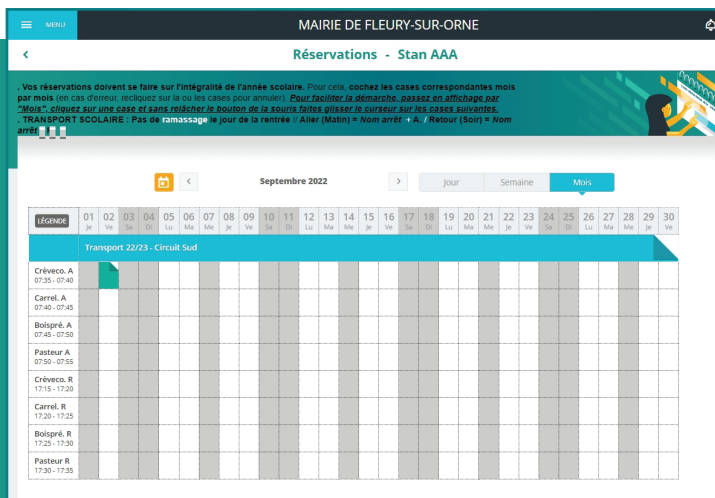 MENU
MAIRIE DE FLEURY-SUR-ORNE
Réservations - Stan AAA
. Vos réservations doivent se faire sur l'intégralité de l'année scolaire. Pour cela, cochez les cases correspondantes mois
par mois (en cas d'erreur, recliquez sur la ou les cases pour annuler). Pour faciliter la démarche, passez en affichage par
"Mois", cliquez sur une case et sans relâcher le bouton de la souris faites glisser le curseur sur les cases suivantes.
. TRANSPORT SCOLAIRE : Pas de ramassage le jour de la rentrée // Aller (Matin) = Nom arrêt + A / Retour (Soir) = Nom
arrêt
Septembre 2022
Jour Semaine Mois
LÉGENDE 01 02 03 04 05 06 07 08 09 10 11 12 13 14 15 16 17 18 19 20 21 22 23 24 25 26 27 28 29 30
Je Ve Sa Di Lu Ma Me Je Ve Sa Di Lu Ma Me Je Ve Sa Di Lu Ma Me Je Ve Sa Di Lu Ma Me Je Ve
Transport 22/23 - Circuit Sud
Crèveco. A
07:35 - 07:40
Carrel. A
07:40 - 07:45
Boispré. A
07:45 - 07:50
Pasteur A
07:50 - 07:55
Crèveco. R
17:15 - 17:20
Carrel. R
17:20 - 17:25
Boispré. R
17:25 - 17:30
Pasteur R
17:30 - 17:35